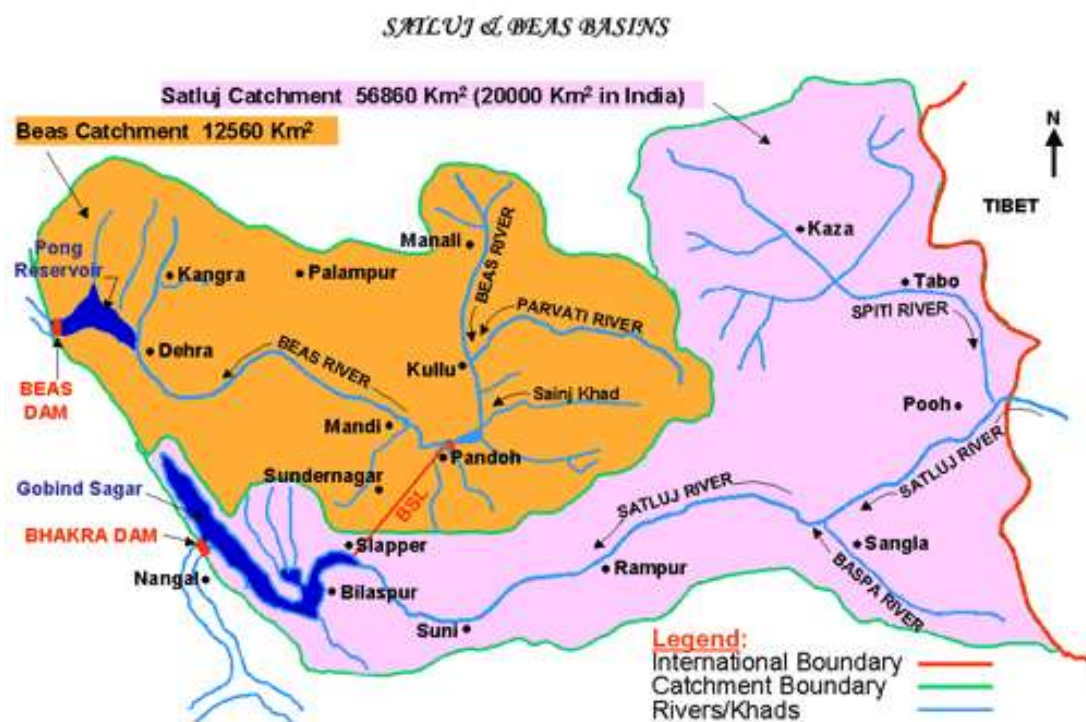 SATLUJ & BEAS BASINS
Satluj Catchment 56860 Km² (20000 Km² in India)
Beas Catchment 12560 Km²
N
TIBET
Manali
BEAS RIVER
Kaza
Pong
Reservoir
Kangra
Palampur
Tabo
SPITI RIVER
PARVATI RIVER
Dehra
BEAS RIVER
Kullu
Sainj Khad
BEAS
DAM
Pooh
Mandi
Pandoh
SATLUJ RIVER
Sundernagar
BSL
Gobind Sagar
SATLUJ RIVER
BHAKRA DAM
Slapper
Sangla
Nangal
Bilaspur
Rampur
BASPA RIVER
Suni
Legend:
International Boundary
Catchment Boundary
Rivers/Khads